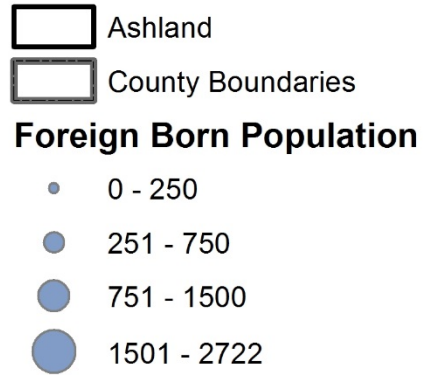 Ashland
County Boundaries
Foreign Born Population
0 - 250
251 - 750
751 - 1500
1501 - 2722